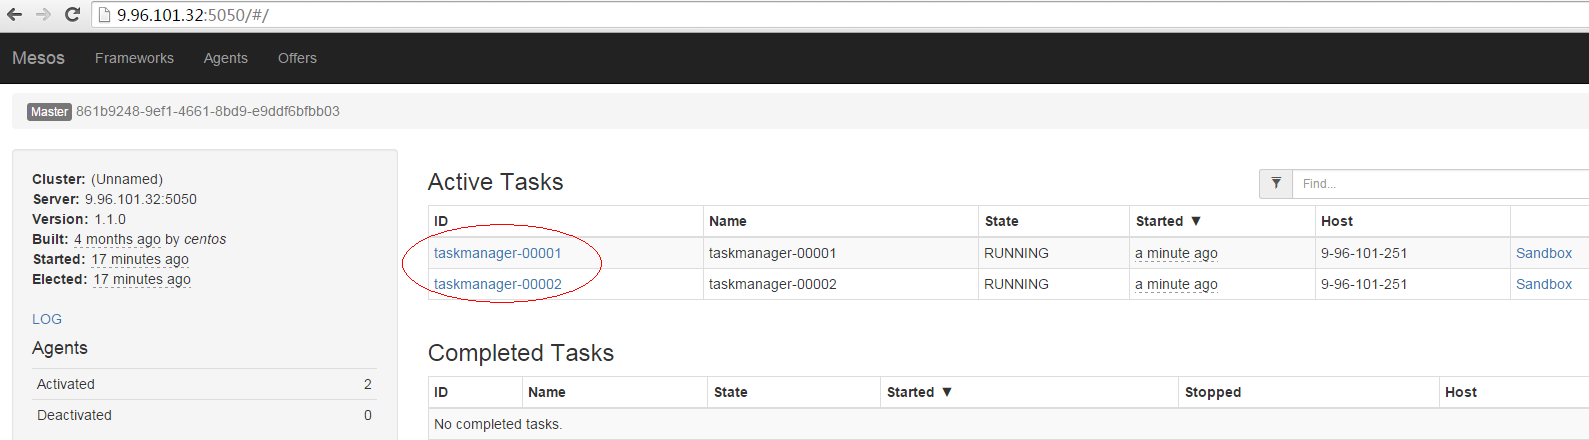 9.96.101.32:5050/#/
Mesos Frameworks Agents Offers
Master 861b9248-9ef1-4661-8bd9-e9ddf6bfbb03
Cluster: (Unnamed)
Server: 9.96.101.32:5050
Version: 1.1.0
Built: 4 months ago by centos
Started: 17 minutes ago
Elected: 17 minutes ago
LOG
Agents
Activated 2
Deactivated 0
Active Tasks
Find...
ID Name State Started ▼ Host
taskmanager-00001 taskmanager-00001 RUNNING a minute ago 9-96-101-251 Sandbox
taskmanager-00002 taskmanager-00002 RUNNING a minute ago 9-96-101-251 Sandbox
Completed Tasks
ID Name State Started ▼ Stopped Host
No completed tasks.